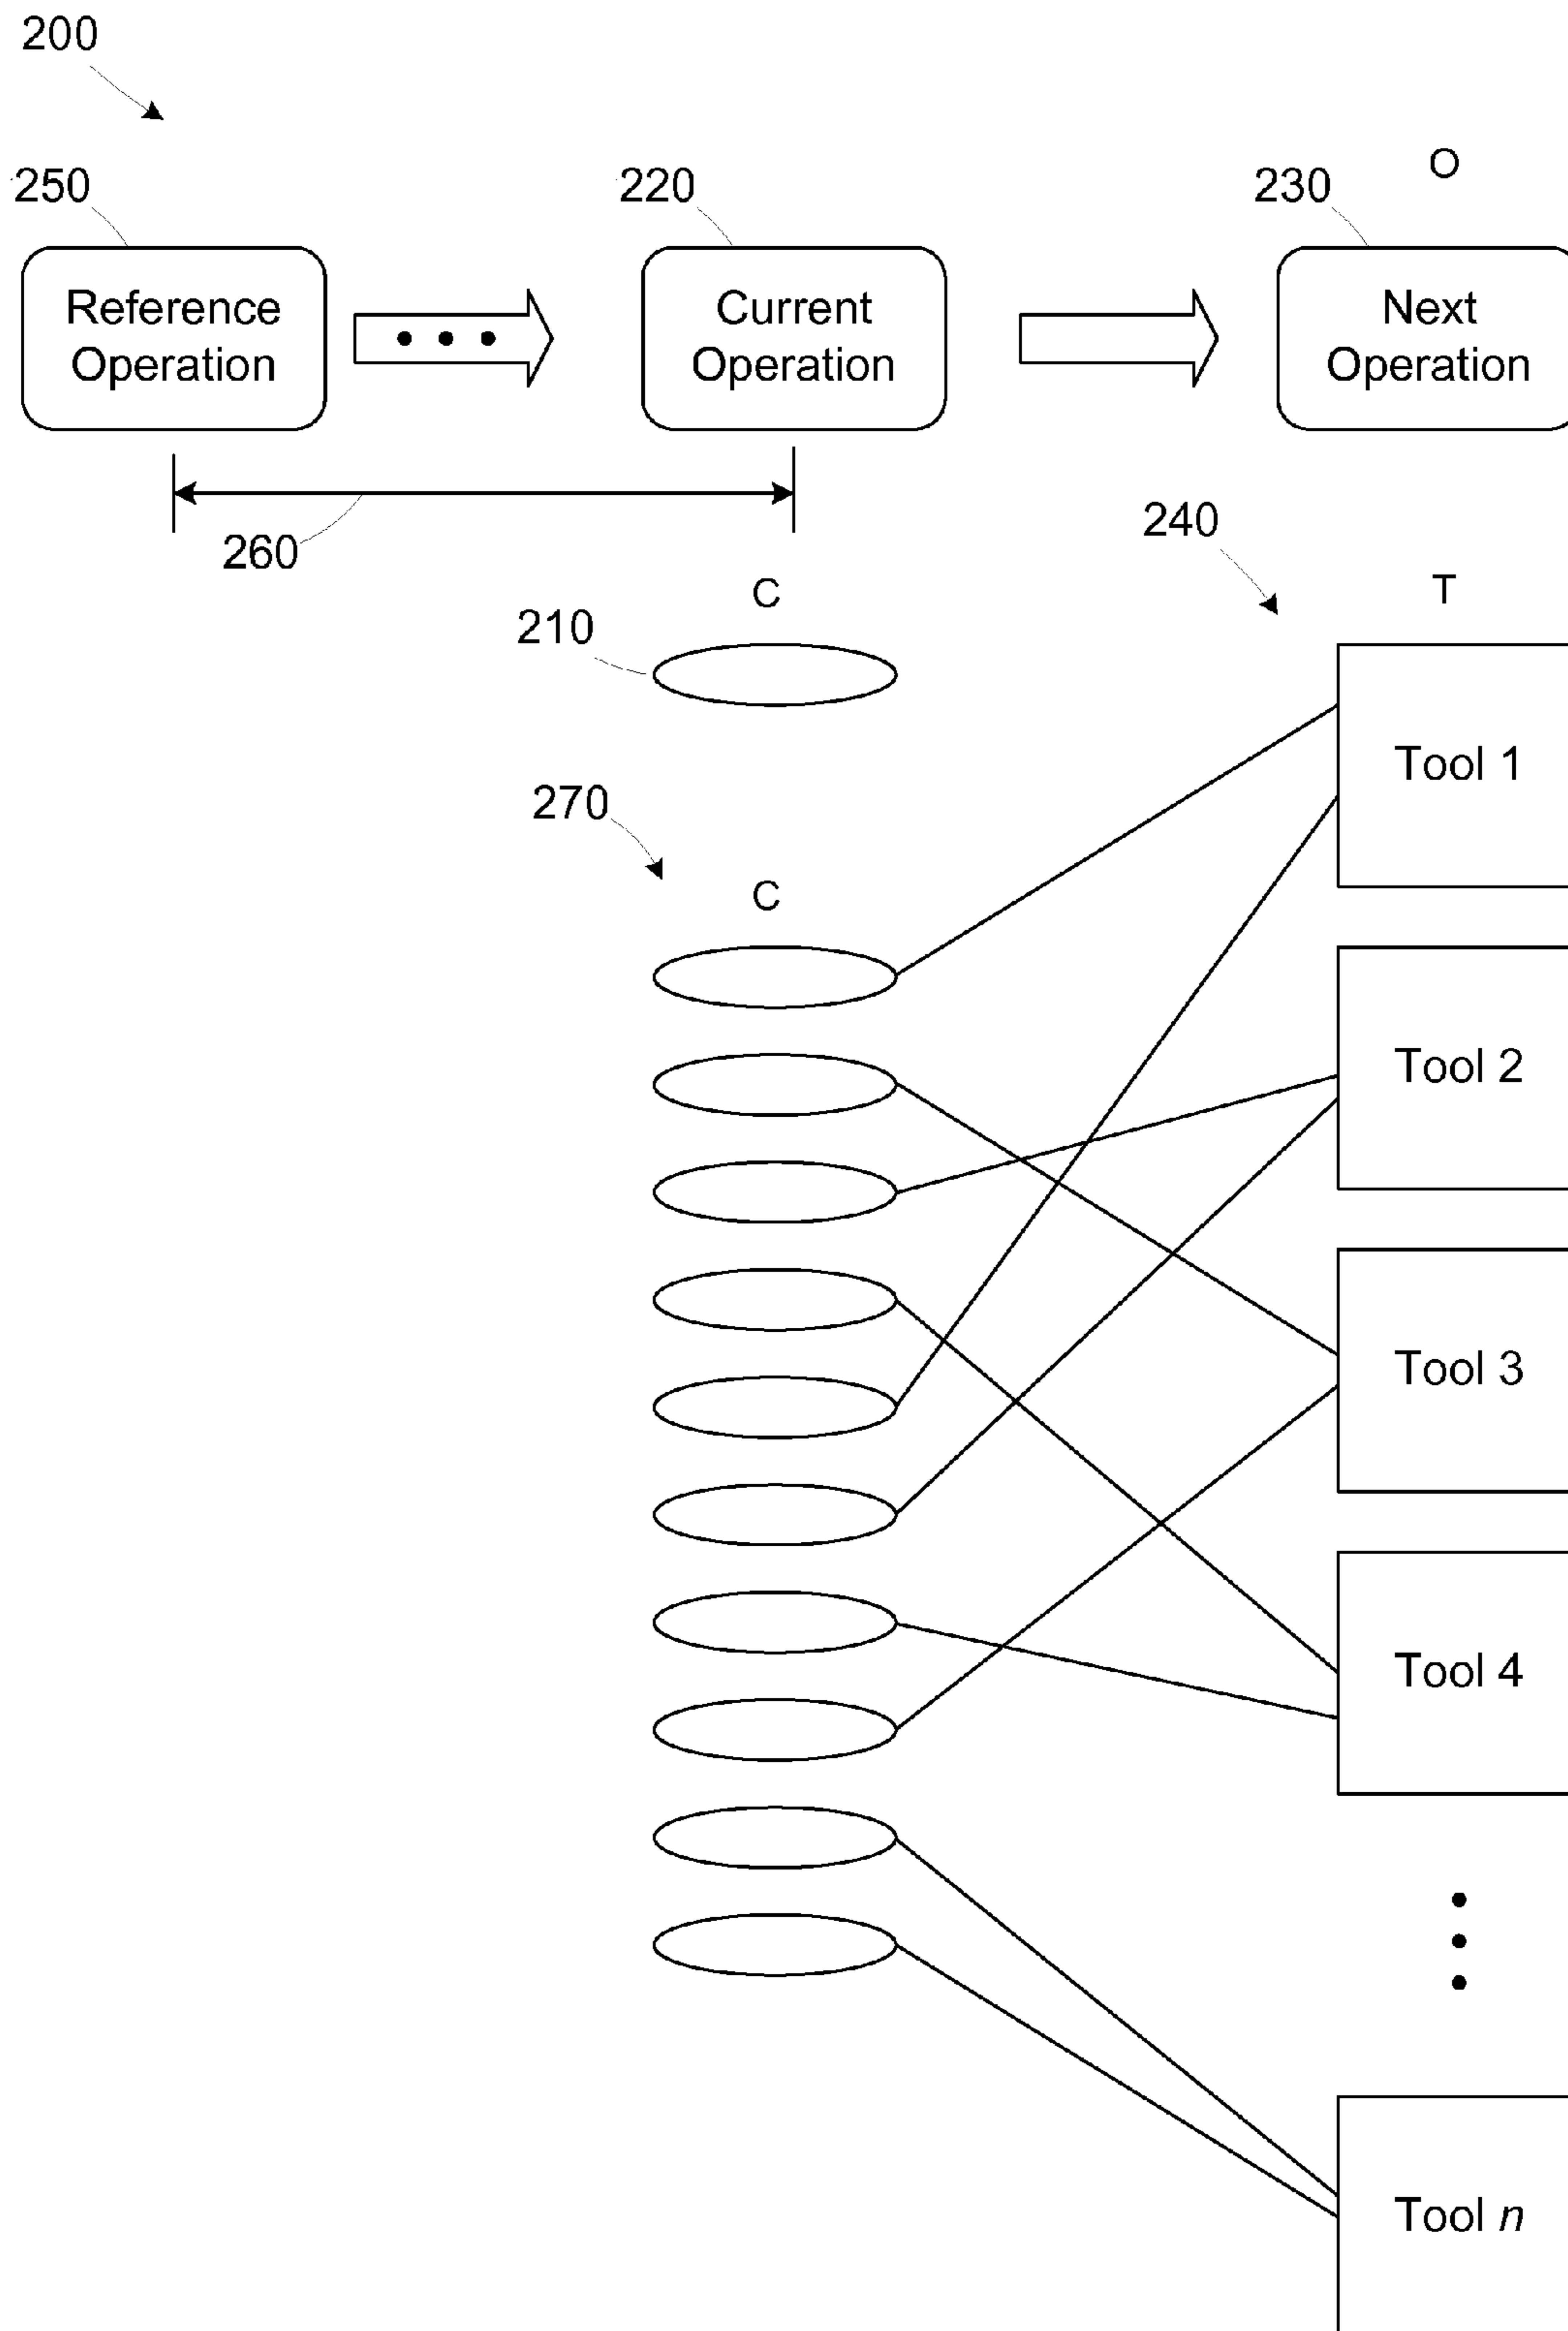 200
250
220
230
O
Reference
Operation
Current
Operation
Next
Operation
260
240
C
T
210
Tool 1
270
C
Tool 2
Tool 3
Tool 4
Tool n